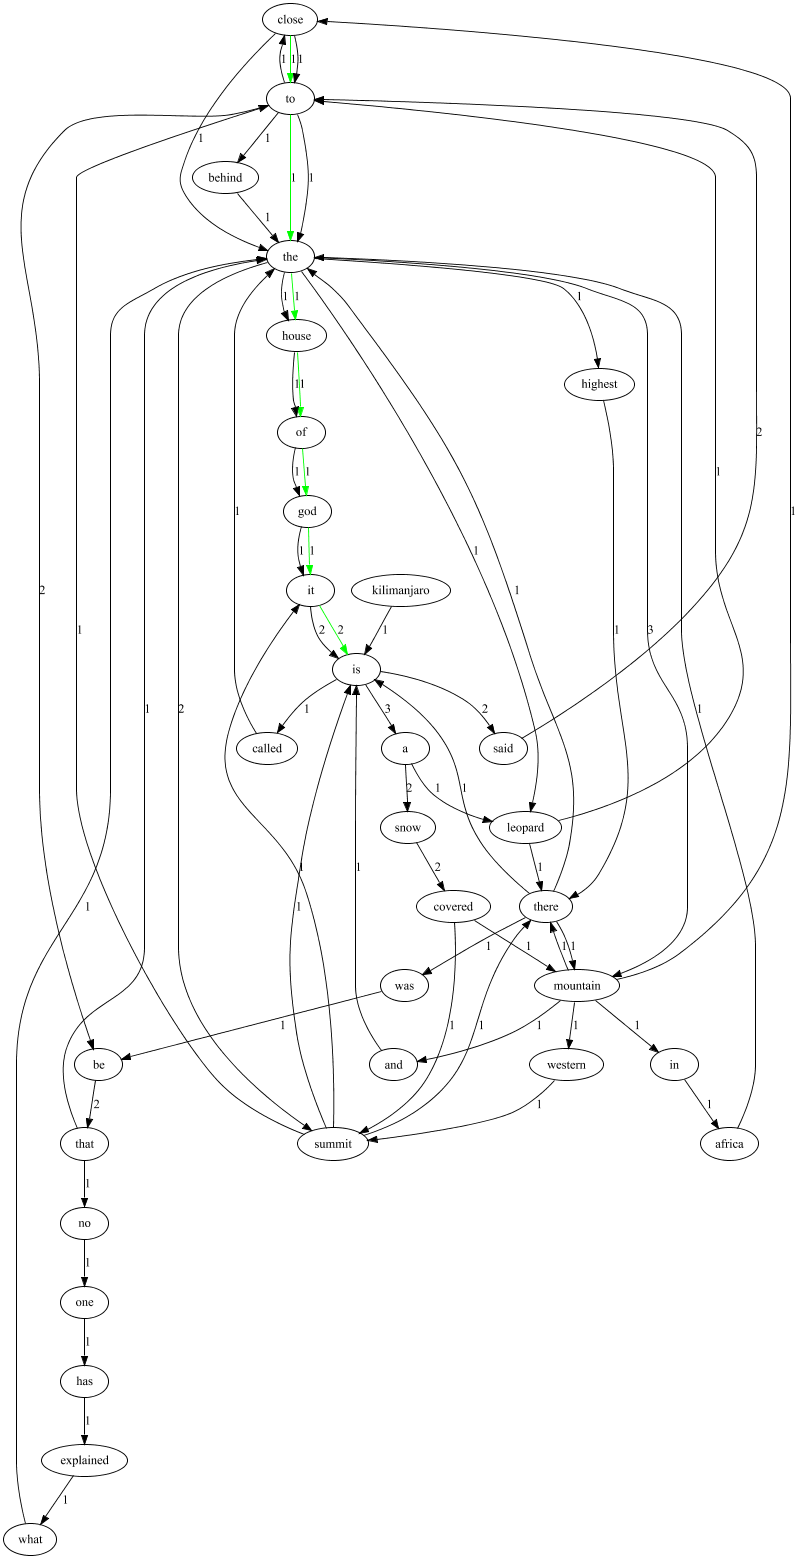 close
1 1 1
to
1 1
behind
1 1
1
the
1 1 1
house
highest
1 1
of
2
1 1
1
god
1
1 1
1
it
kilimanjaro
2 1
2 2 1
1 1 3
is
1 3 2
1 2 1
called
a
said
2 1 1
snow
leopard
1 2 1
covered
there
1 1
1 1 1 1
was
mountain
1 1 1 1 1
be
and
western
in
2 1 1
that
summit
africa
1
no
1
one
1
has
1
explained
1
what